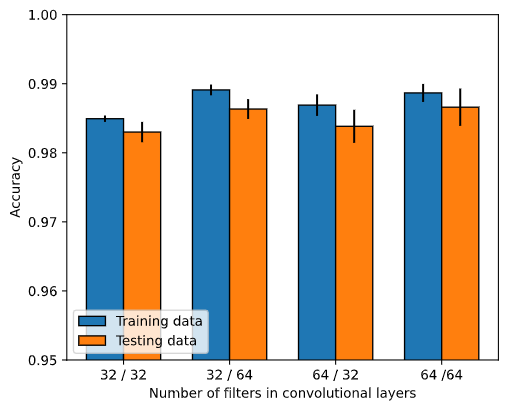 1.00
0.99
0.98
0.97
0.96
0.95
Accuracy
Training data
Testing data
32 / 32
32 / 64
64 / 32
64 /64
Number of filters in convolutional layers